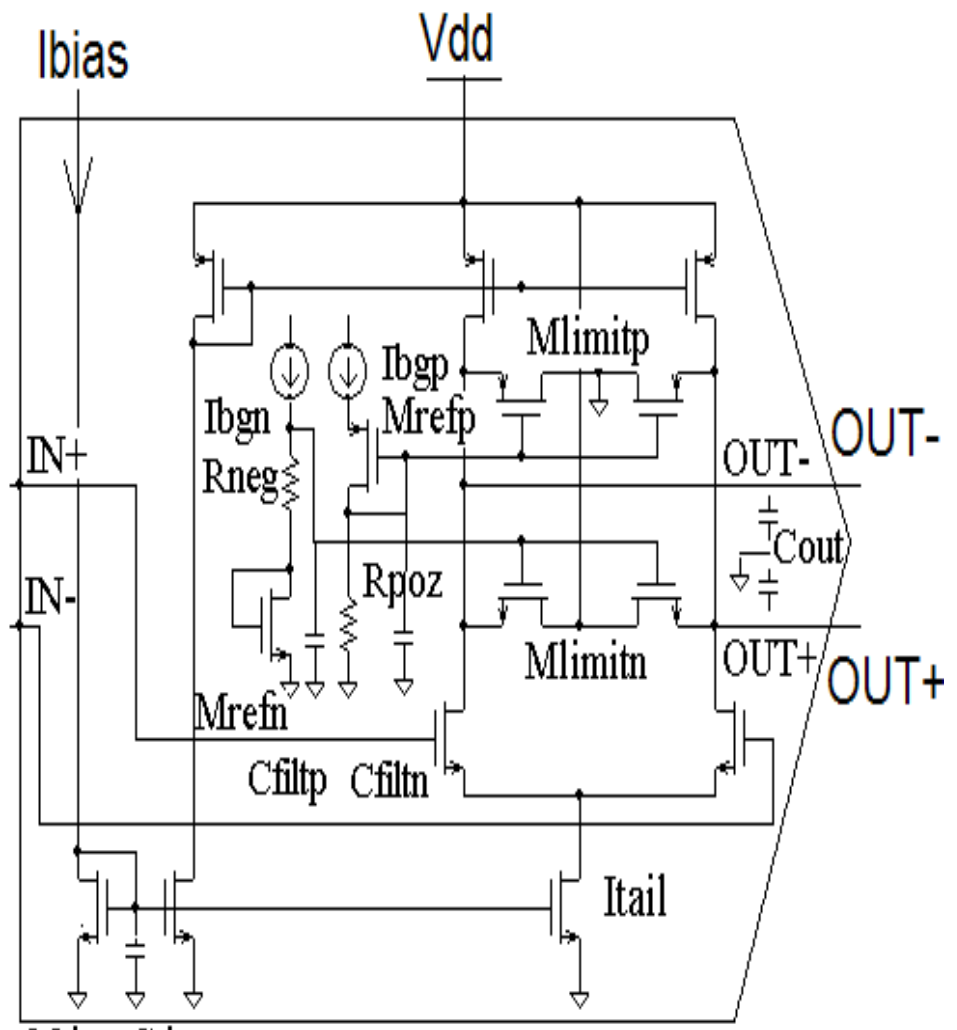 Ibias
Vdd
Mlimitp
Ibgp
Ibgn
Mrefp
OUT-
IN+
Rneg
OUT-
Cout
IN-
Rpoz
Mlimitn
OUT+
OUT+
Mrefn
Cfiltp
Cfiltn
Itail